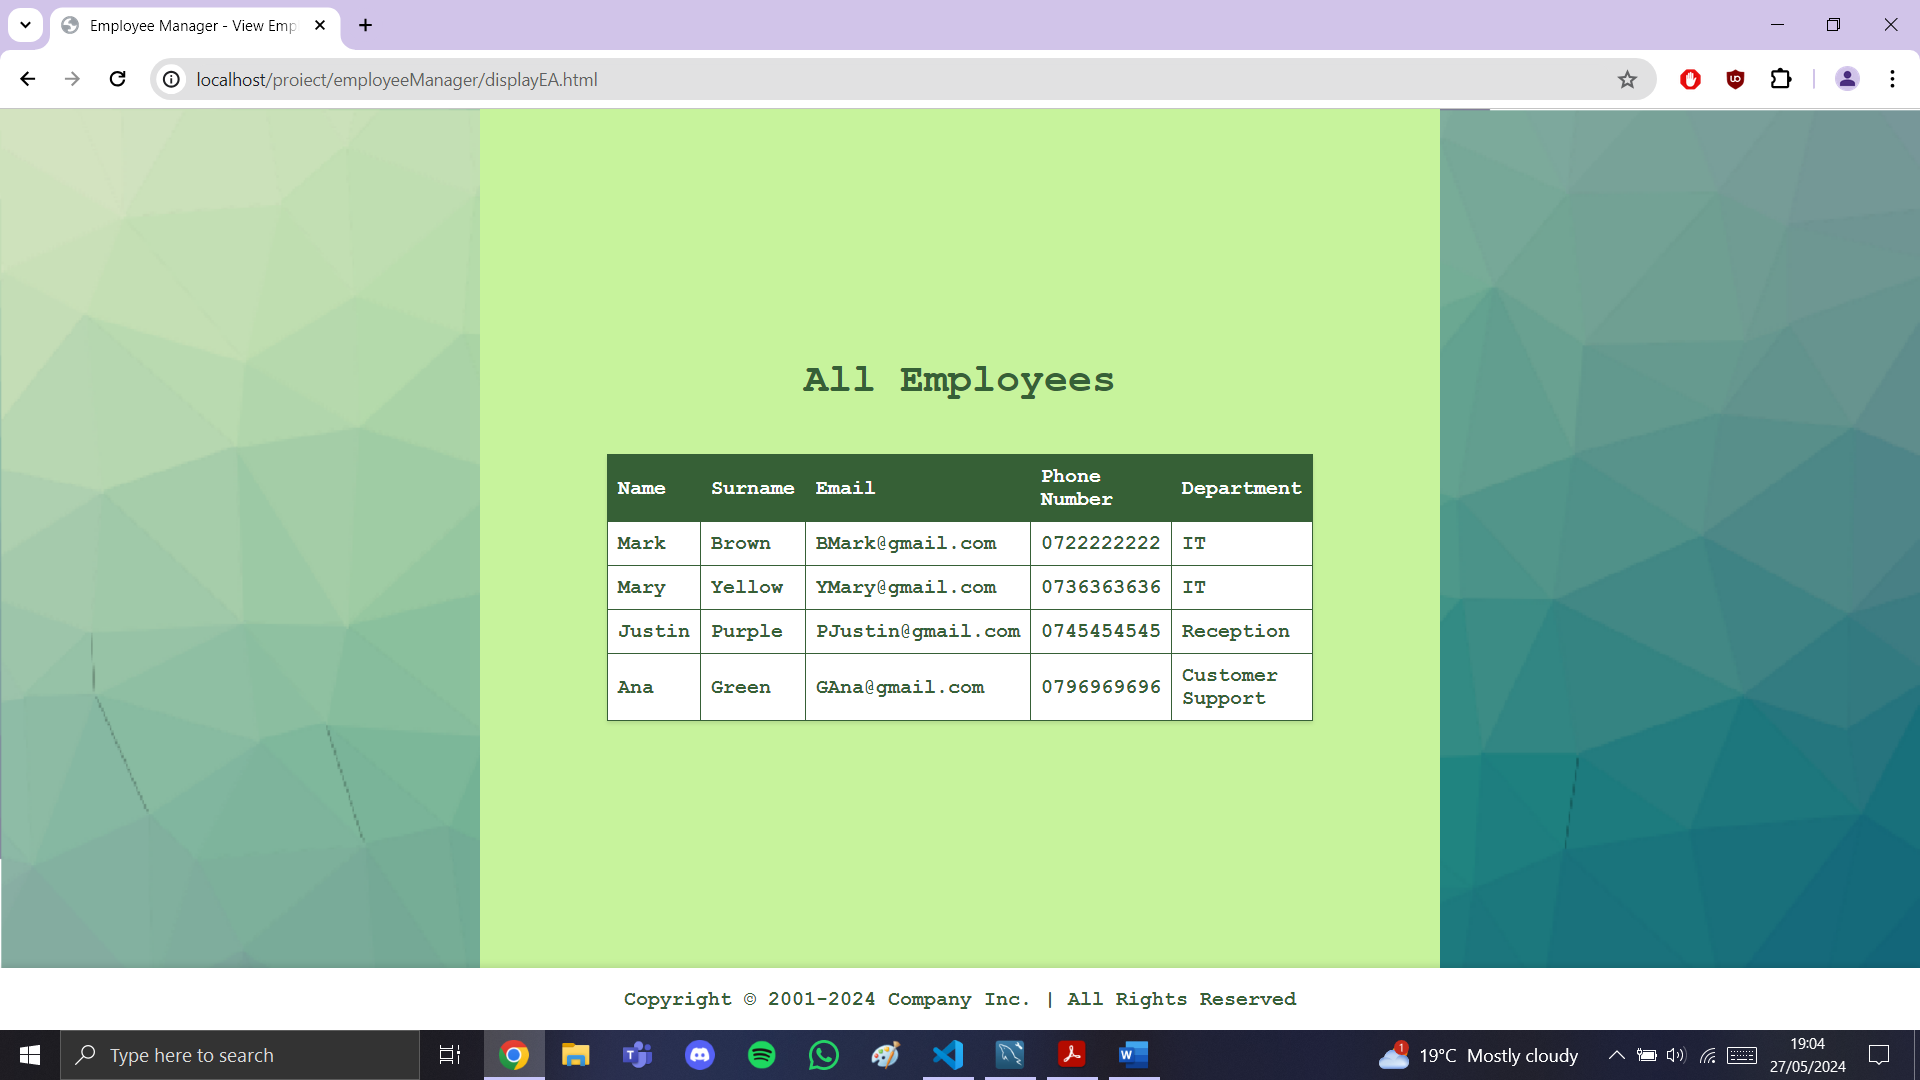 Employee Manager - View Emp
localhost/proiect/employeeManager/displayEA.html
All Employees
Name Surname Email Phone Number Department
Mark Brown BMark@gmail.com 0722222222 IT
Mary Yellow YMary@gmail.com 0736363636 IT
Justin Purple PJustin@gmail.com 0745454545 Reception
Ana Green GAna@gmail.com 0796969696 Customer Support
Copyright © 2001-2024 Company Inc. | All Rights Reserved
Type here to search
1
19°C Mostly cloudy
19:04
27/05/2024